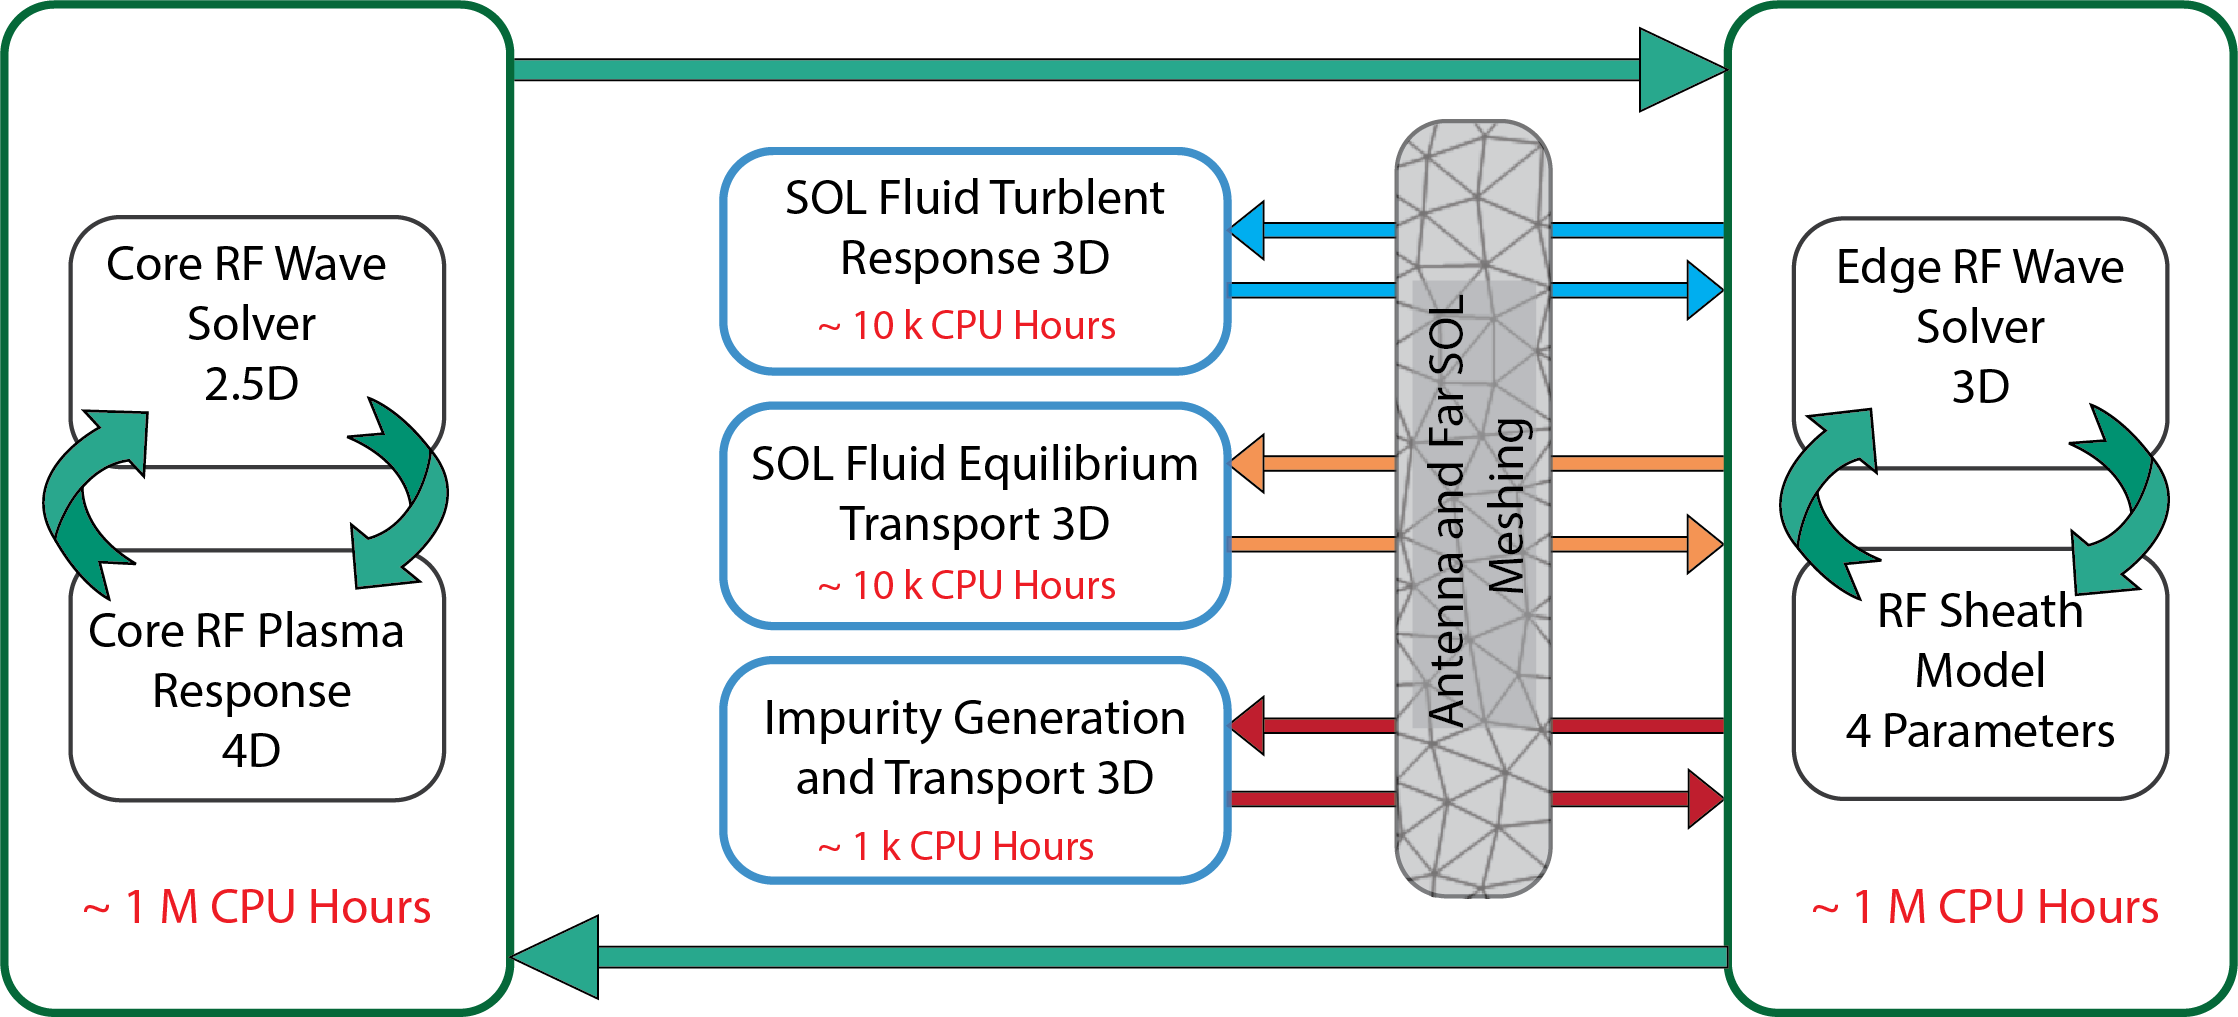 Core RF Wave
Solver
2.5D
Core RF Plasma
Response
4D
~ 1 M CPU Hours
SOL Fluid Turblent
Response 3D
~ 10 k CPU Hours
SOL Fluid Equilibrium
Transport 3D
~ 10 k CPU Hours
Impurity Generation
and Transport 3D
~ 1 k CPU Hours
Antenna and Far SOL
Meshing
Edge RF Wave
Solver
3D
RF Sheath
Model
4 Parameters
~ 1 M CPU Hours